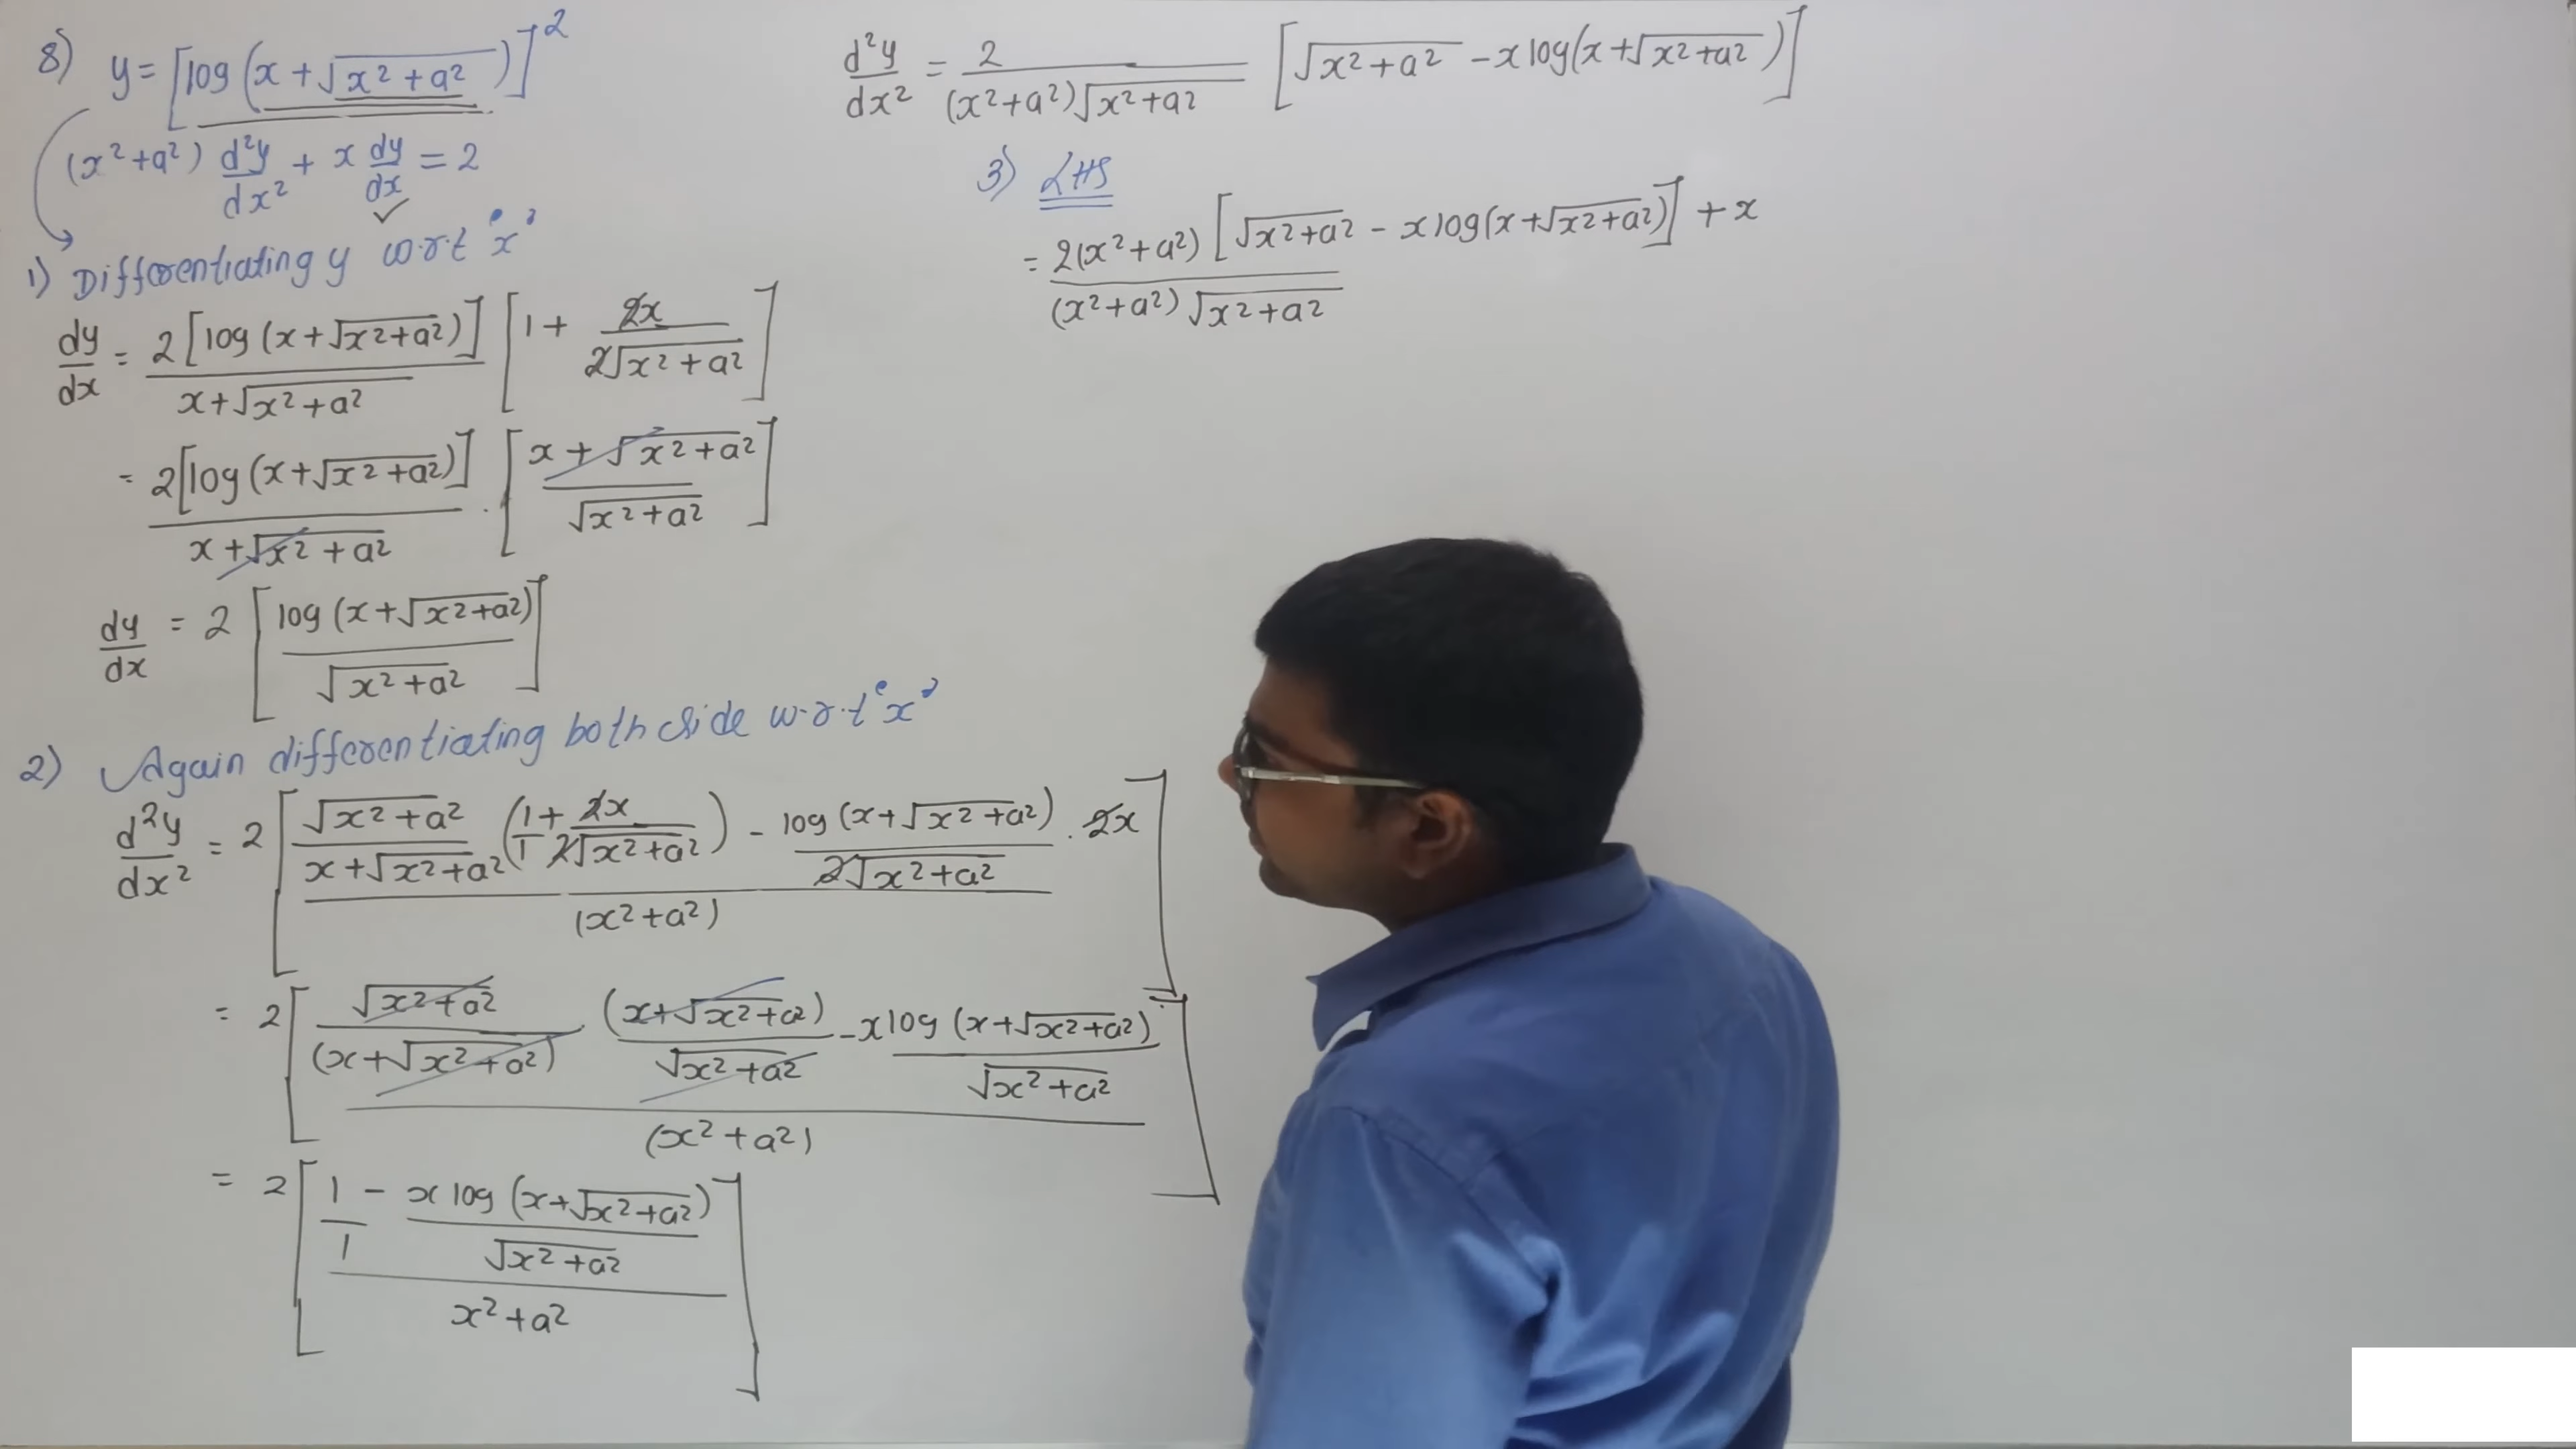 8) y = [log (x + √x² + a²)]²
(x² + a²) d²y/dx² + x dy/dx = 2
1) Differentiating y w.r.t 'x'
dy/dx = 2[log (x + √x² + a²)] / x + √x² + a² [1 + 2x / 2√x² + a²]
= 2[log (x + √x² + a²)] / x + √x² + a² . [x + √x² + a² / √x² + a²]
dy/dx = 2 [log (x + √x² + a²) / √x² + a²]
2) Again differentiating both side w.r.t 'x'
d²y/dx² = 2 [√x² + a² / x + √x² + a² (1/1 + 2x / 2√x² + a²) - log (x + √x² + a²) / 2√x² + a² . 2x / (x² + a²)]
= 2 [√x² + a² / (x + √x² + a²) (x + √x² + a²) / √x² + a² - x log (x + √x² + a²) / √x² + a² / (x² + a²)]
= 2 [1/1 - x log (x + √x² + a²) / √x² + a² / x² + a²]
d²y/dx² = 2 / (x² + a²) √x² + a² [√x² + a² - x log (x + √x² + a²)]
3) LHS
= 2(x² + a²) [√x² + a² - x log (x + √x² + a²)] / (x² + a²) √x² + a² + x